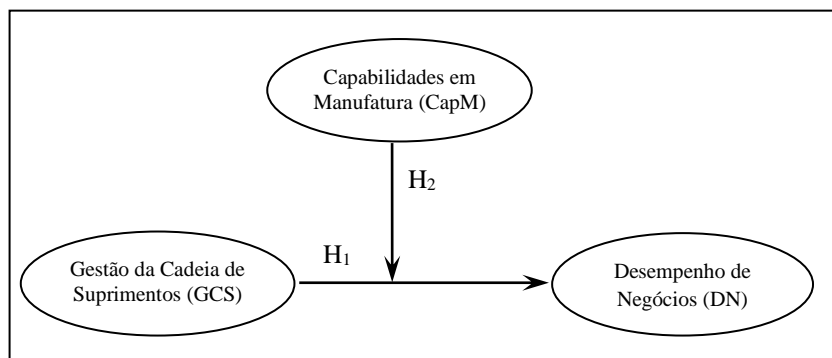 Capabilidades em
Manufatura (CapM)
H₂
H₁
Gestão da Cadeia de
Suprimentos (GCS)
Desempenho de
Negócios (DN)